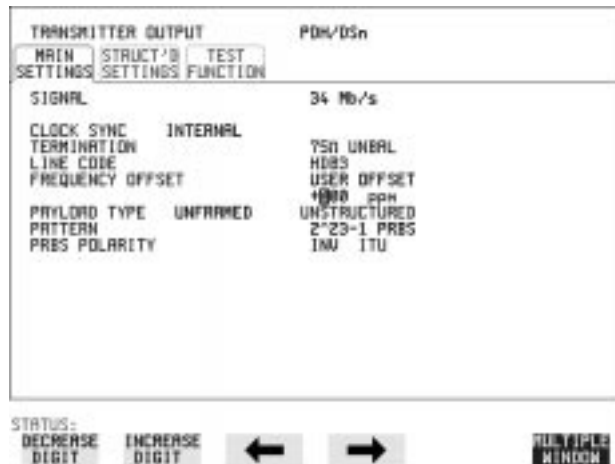 TRANSMITTER OUTPUT PDH/DSn
MAIN SETTINGS STRUCT'D SETTINGS TEST FUNCTION
SIGNAL 34 Mb/s
CLOCK SYNC INTERNAL
TERMINATION 75Ω UNBAL
LINE CODE HDB3
FREQUENCY OFFSET USER OFFSET
+000 ppm
PAYLOAD TYPE UNFRAMED UNSTRUCTURED
PATTERN 2^23-1 PRBS
PRBS POLARITY INV ITU
STATUS:
DECREASE DIGIT INCREASE DIGIT MULTIPLE WINDOW